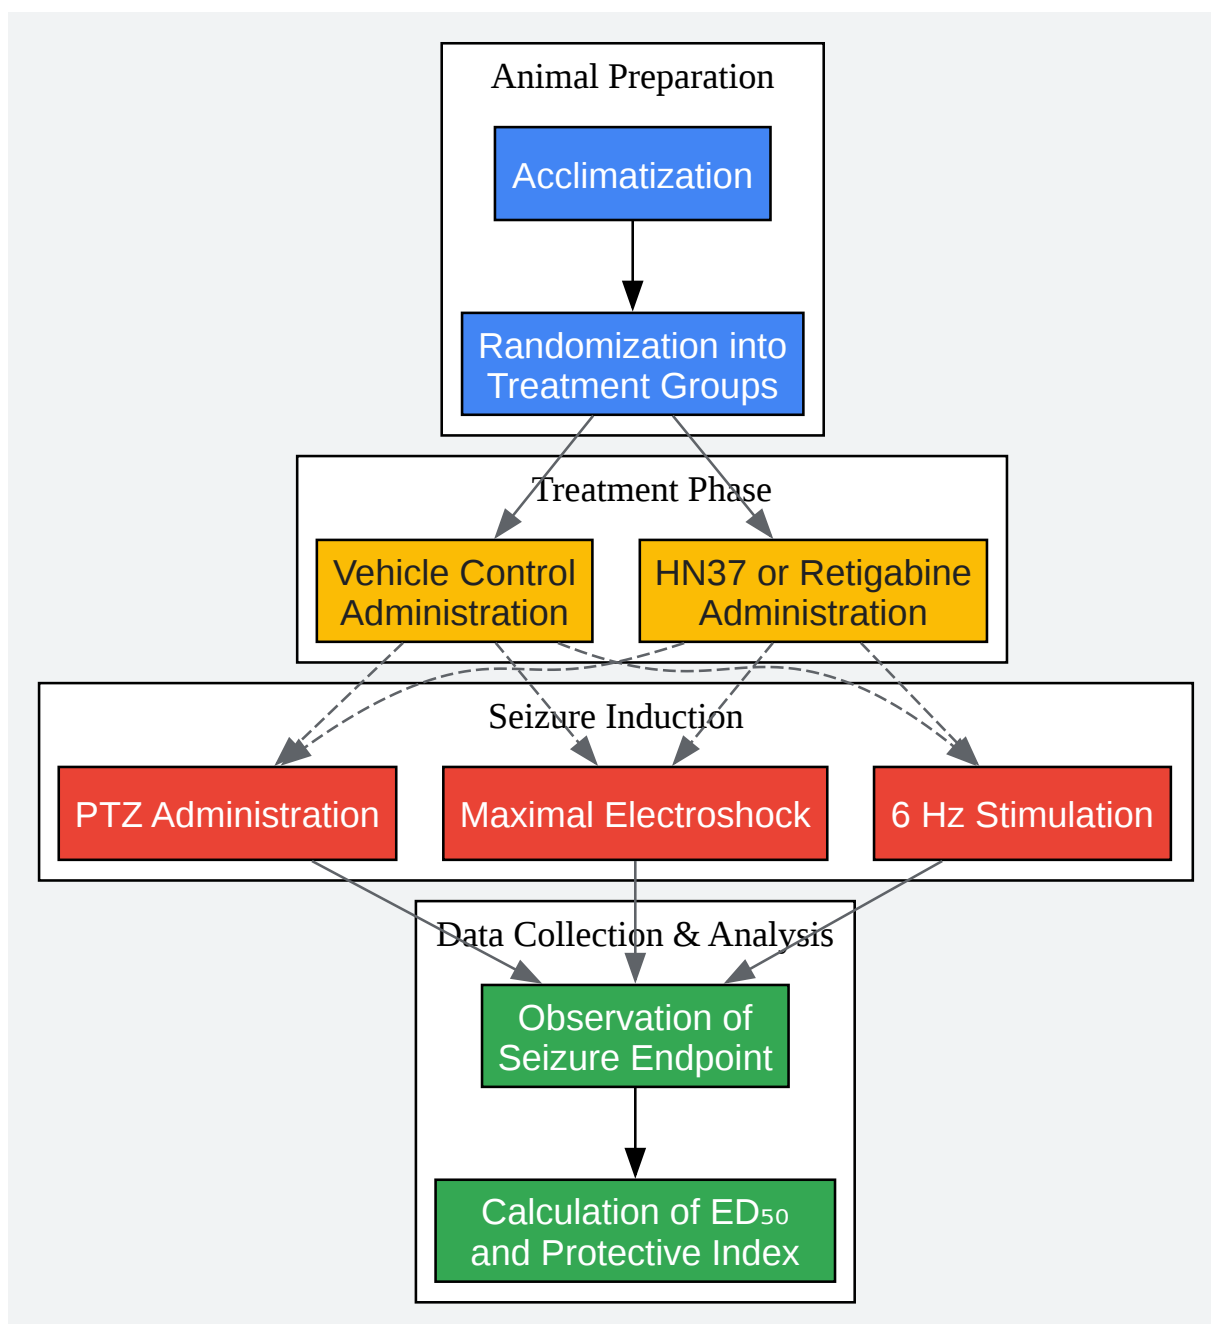 Animal Preparation
Acclimatization
Randomization into
Treatment Groups
Treatment Phase
Vehicle Control
Administration
HN37 or Retigabine
Administration
Seizure Induction
PTZ Administration
Maximal Electroshock
6 Hz Stimulation
Data Collection & Analysis
Observation of
Seizure Endpoint
Calculation of ED₅₀
and Protective Index